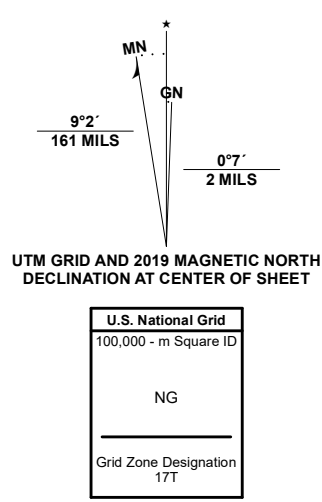 MN
GN
9°2´
161 MILS
0°7´
2 MILS
UTM GRID AND 2019 MAGNETIC NORTH
DECLINATION AT CENTER OF SHEET
U.S. National Grid
100,000 - m Square ID
NG
Grid Zone Designation
17T